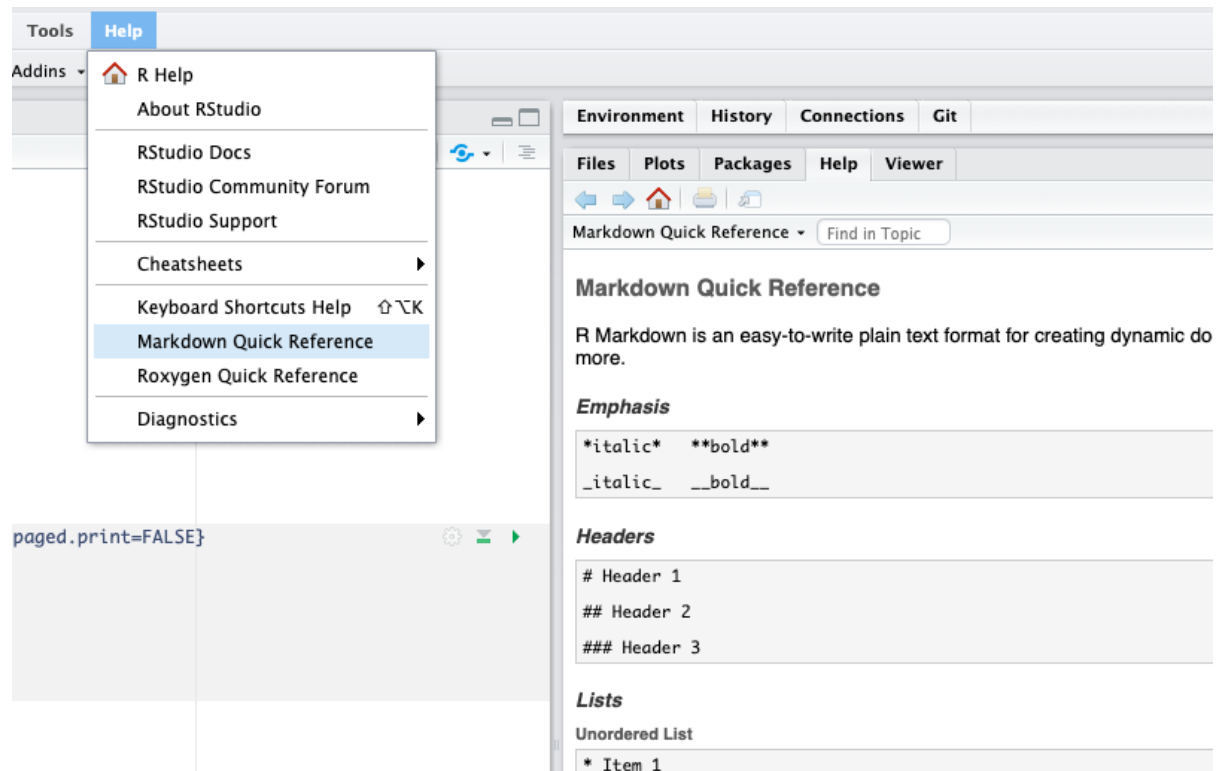 Tools Help
Addins
R Help
About RStudio
RStudio Docs
RStudio Community Forum
RStudio Support
Cheatsheets
Keyboard Shortcuts Help ⇧⌥K
Markdown Quick Reference
Roxygen Quick Reference
Diagnostics
paged.print=FALSE}
Environment History Connections Git
Files Plots Packages Help Viewer
Markdown Quick Reference Find in Topic
Markdown Quick Reference
R Markdown is an easy-to-write plain text format for creating dynamic do
more.
Emphasis
*italic* **bold**
_italic_ __bold__
Headers
# Header 1
## Header 2
### Header 3
Lists
Unordered List
* Item 1